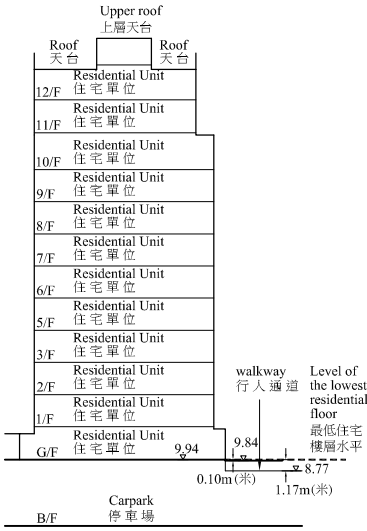 Upper roof
上層天台
Roof
天台
Roof
天台
Residential Unit
12/F 住宅單位
Residential Unit
11/F 住宅單位
Residential Unit
10/F 住宅單位
Residential Unit
9/F 住宅單位
Residential Unit
8/F 住宅單位
Residential Unit
7/F 住宅單位
Residential Unit
6/F 住宅單位
Residential Unit
5/F 住宅單位
Residential Unit
3/F 住宅單位
Residential Unit
2/F 住宅單位
Residential Unit
1/F 住宅單位
Residential Unit
G/F 住宅單位
9.94
walkway
行人通道
Level of
the lowest
residential
floor
最低住宅
樓層水平
9.84
8.77
0.10m(米)
1.17m(米)
Carpark
B/F 停車場